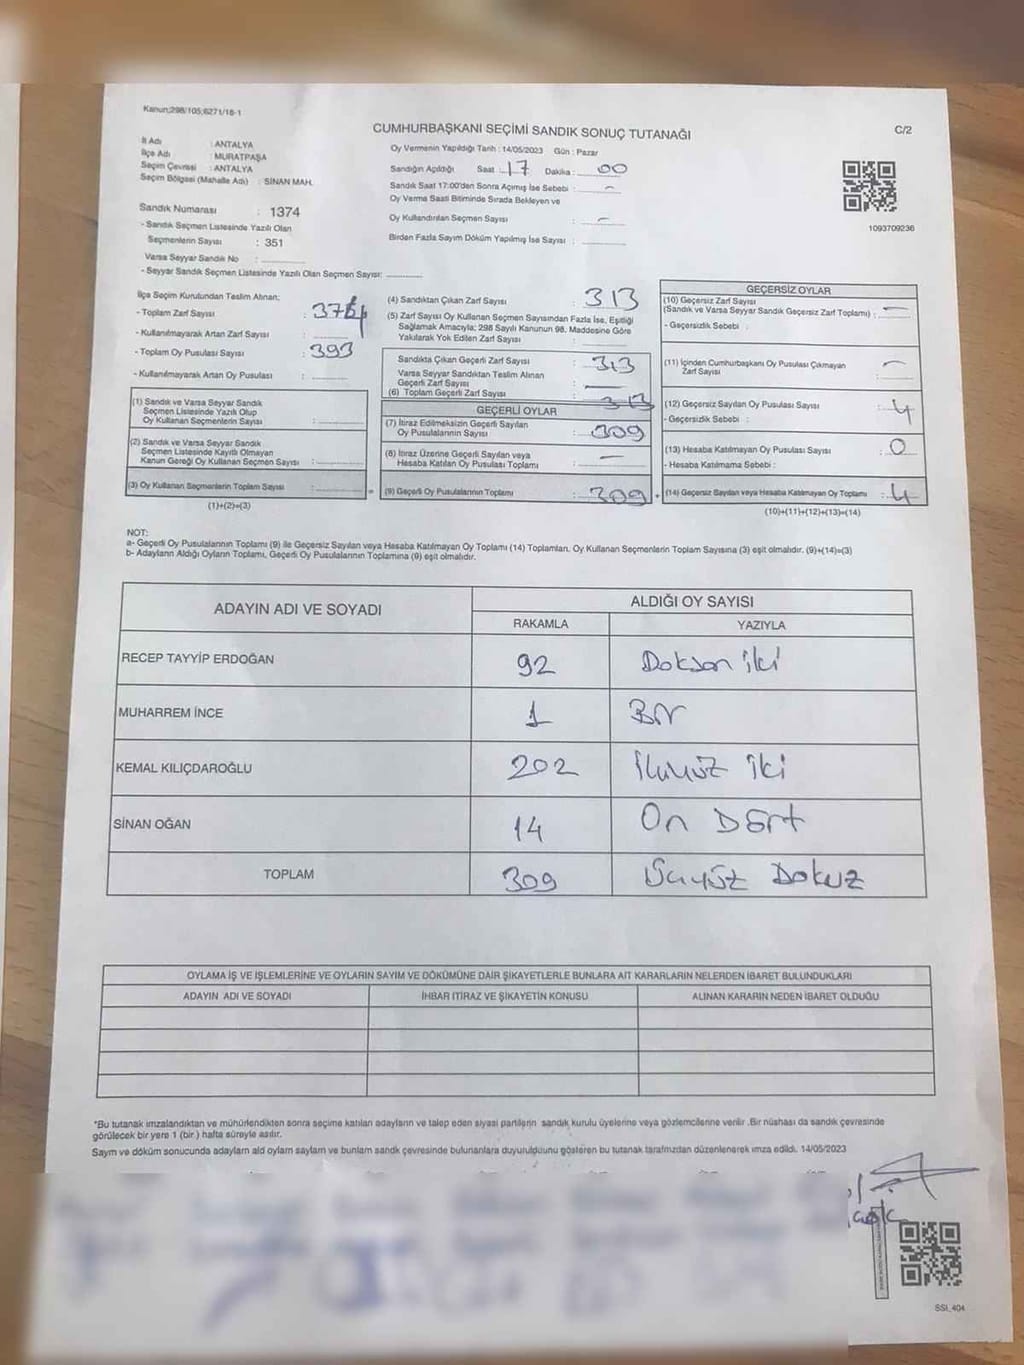 Kanun;298/105;6271/18-1
CUMHURBAŞKANI SEÇİMİ SANDIK SONUÇ TUTANAĞI
C/2
İl Adı : ANTALYA
İlçe Adı : MURATPAŞA
Seçim Çevresi : ANTALYA
Seçim Bölgesi (Mahalle Adı) : SİNAN MAH.
Oy Vermenin Yapıldığı Tarih : 14/05/2023 Gün : Pazar
Sandığın Açıldığı Saat : 17 Dakika : 00
Sandık Saat 17:00'den Sonra Açımış İse Sebebi :
Oy Verme Saati Bitiminde Sırada Bekleyen ve
Oy Kullandırılan Seçmen Sayısı :
Birden Fazla Sayım Döküm Yapılmış İse Sayısı :
1093709236
Sandık Numarası : 1374
- Sandık Seçmen Listesinde Yazılı Olan
Seçmenlerin Sayısı : 351
Varsa Seyyar Sandık No :
- Seyyar Sandık Seçmen Listesinde Yazılı Olan Seçmen Sayısı:
İlçe Seçim Kurulundan Teslim Alınan;
- Toplam Zarf Sayısı :
- Kullanılmayarak Artan Zarf Sayısı :
- Toplam Oy Pusulası Sayısı : 393
- Kullanılmayarak Artan Oy Pusulası :
(1) Sandık ve Varsa Seyyar Sandık
Seçmen Listesinde Yazılı Olup
Oy Kullanan Seçmenlerin Sayısı :
(2) Sandık ve Varsa Seyyar Sandık
Seçmen Listesinde Kayıtlı Olmayan
Kanun Gereği Oy Kullanan Seçmen Sayısı :
(3) Oy Kullanan Seçmenlerin Toplam Sayısı :
(1)+(2)=(3)
(4) Sandıktan Çıkan Zarf Sayısı : 313
(5) Zarf Sayısı Oy Kullanan Seçmen Sayısından Fazla İse, Eşitliği
Sağlamak Amacıyla; 298 Sayılı Kanunun 98. Maddesine Göre
Yakılarak Yok Edilen Zarf Sayısı :
Sandıkta Çıkan Geçerli Zarf Sayısı : 313
Varsa Seyyar Sandıktan Teslim Alınan
Geçerli Zarf Sayısı :
(6) Toplam Geçerli Zarf Sayısı : 313
GEÇERLİ OYLAR
(7) İtiraz Edilmeksizin Geçerli Sayılan
Oy Pusulalarının Sayısı : 309
(8) İtiraz Üzerine Geçerli Sayılan veya
Hesaba Katılan Oy Pusulası Toplamı :
= (9) Geçerli Oy Pusulalarının Toplamı : 309 +
GEÇERSİZ OYLAR
(10) Geçersiz Zarf Sayısı
(Sandık ve Varsa Seyyar Sandık Geçersiz Zarf Toplamı) :
- Geçersizlik Sebebi :
(11) İçinden Cumhurbaşkanı Oy Pusulası Çıkmayan
Zarf Sayısı :
(12) Geçersiz Sayılan Oy Pusulası Sayısı : 4
- Geçersizlik Sebebi :
(13) Hesaba Katılmayan Oy Pusulası Sayısı : 0
- Hesaba Katılmama Sebebi :
(14) Geçersiz Sayılan veya Hesaba Katılmayan Oy Toplamı : 4
(10)+(11)+(12)+(13)=(14)
NOT:
a- Geçerli Oy Pusulalarının Toplamı (9) ile Geçersiz Sayılan veya Hesaba Katılmayan Oy Toplamı (14) Toplamları, Oy Kullanan Seçmenlerin Toplam Sayısına (3) eşit olmalıdır. (9)+(14)=(3)
b- Adayların Aldığı Oyların Toplamı, Geçerli Oy Pusulalarının Toplamına (9) eşit olmalıdır.
ADAYIN ADI VE SOYADI
ALDIĞI OY SAYISI
RAKAMLA YAZIYLA
RECEP TAYYİP ERDOĞAN 92 Doksan iki
MUHARREM İNCE 1 Bir
KEMAL KILIÇDAROĞLU 202 İkiyüz iki
SİNAN OĞAN 14 On Dört
TOPLAM 309 Üçyüz Dokuz
OYLAMA İŞ VE İŞLEMLERİNE VE OYLARIN SAYIM VE DÖKÜMÜNE DAİR ŞİKAYETLERLE BUNLARA AİT KARARLARIN NELERDEN İBARET BULUNDUKLARI
ADAYIN ADI VE SOYADI İHBAR İTİRAZ VE ŞİKAYETİN KONUSU ALINAN KARARIN NEDEN İBARET OLDUĞU
"Bu tutanak imzalandıktan ve mühürlendikten sonra seçime katılan adayların ve talep eden siyasi partilerin sandık kurulu üyelerine veya gözlemcilerine verilir .Bir nüshası da sandık çevresinde
görülecek bir yere 1 (bir ) hafta süreyle asılır.
Sayım ve döküm sonucunda adayların aldı oyların sayıların ve bunların sandık çevresinde bulunanlara duyurulduunu gösteren bu tutanak tarafmzdan düzenlenerek imza edildi. 14/05/2023
SSI_404